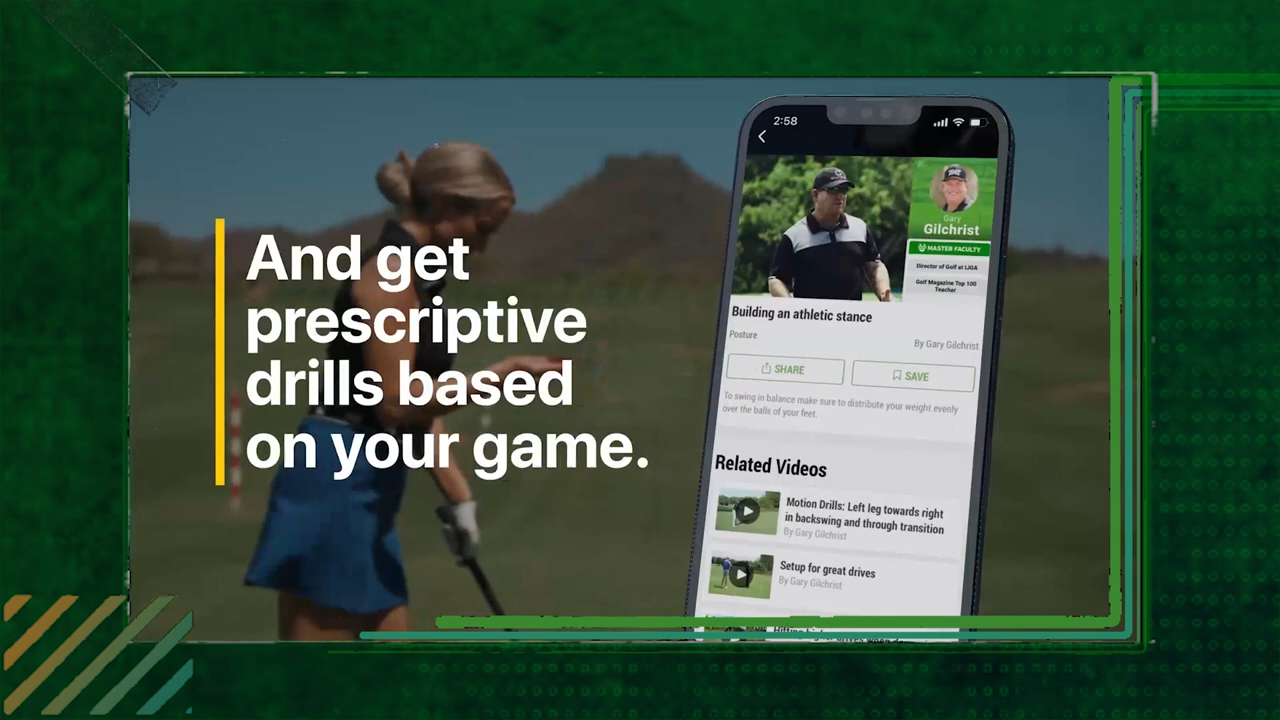 And get
prescriptive
drills based
on your game.
2:58
Gary
Gilchrist
MASTER FACULTY
Director of Golf at IJGA
Golf Magazine Top 100
Teacher
Building an athletic stance
Posture
By Gary Gilchrist
SHARE
SAVE
To swing in balance make sure to distribute your weight evenly
over the balls of your feet.
Related Videos
Motion Drills: Left leg towards right
in backswing and through transition
By Gary Gilchrist
Setup for great drives
By Gary Gilchrist